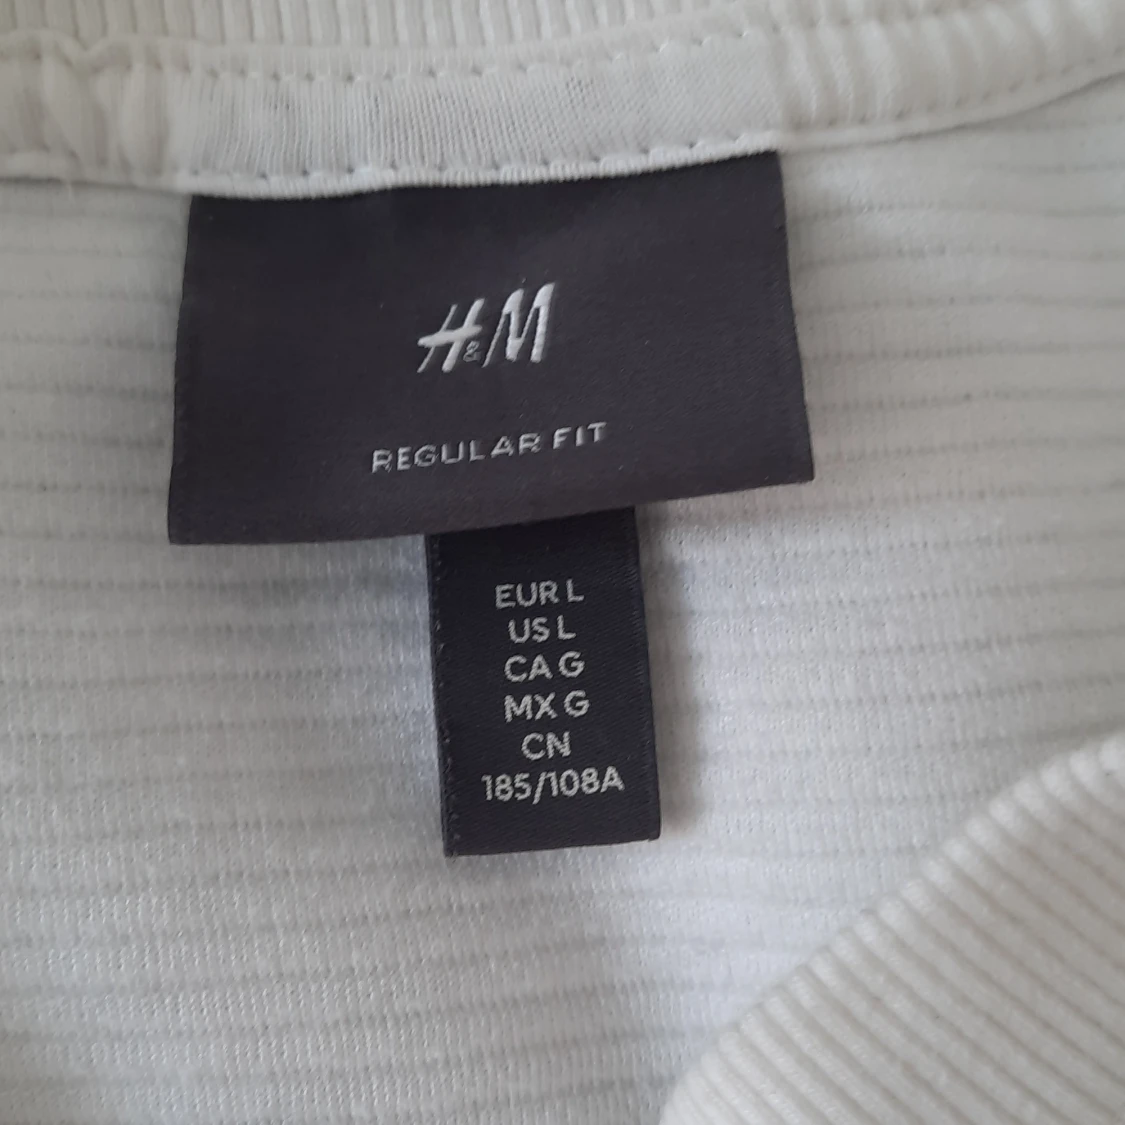 H&M
REGULAR FIT
EUR L
US L
CA G
MX G
CN
185/108A